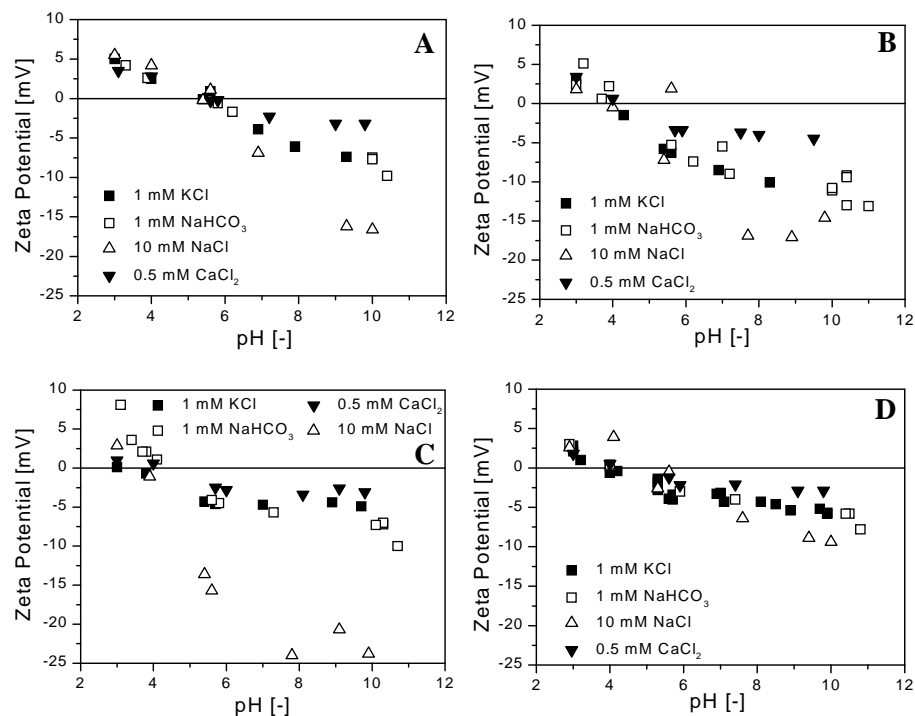 A
10
5
0
-5
-10
-15
-20
-25
Zeta Potential [mV]
1 mM KCl
1 mM NaHCO₃
10 mM NaCl
0.5 mM CaCl₂
2 4 6 8 10 12
pH [-]
B
10
5
0
-5
-10
-15
-20
-25
Zeta Potential [mV]
1 mM KCl
1 mM NaHCO₃
10 mM NaCl
0.5 mM CaCl₂
2 4 6 8 10 12
pH [-]
C
10
5
0
-5
-10
-15
-20
-25
Zeta Potential [mV]
1 mM KCl 0.5 mM CaCl₂
1 mM NaHCO₃ 10 mM NaCl
2 4 6 8 10 12
pH [-]
D
10
5
0
-5
-10
-15
-20
-25
Zeta Potential [mV]
1 mM KCl
1 mM NaHCO₃
10 mM NaCl
0.5 mM CaCl₂
2 4 6 8 10 12
pH [-]